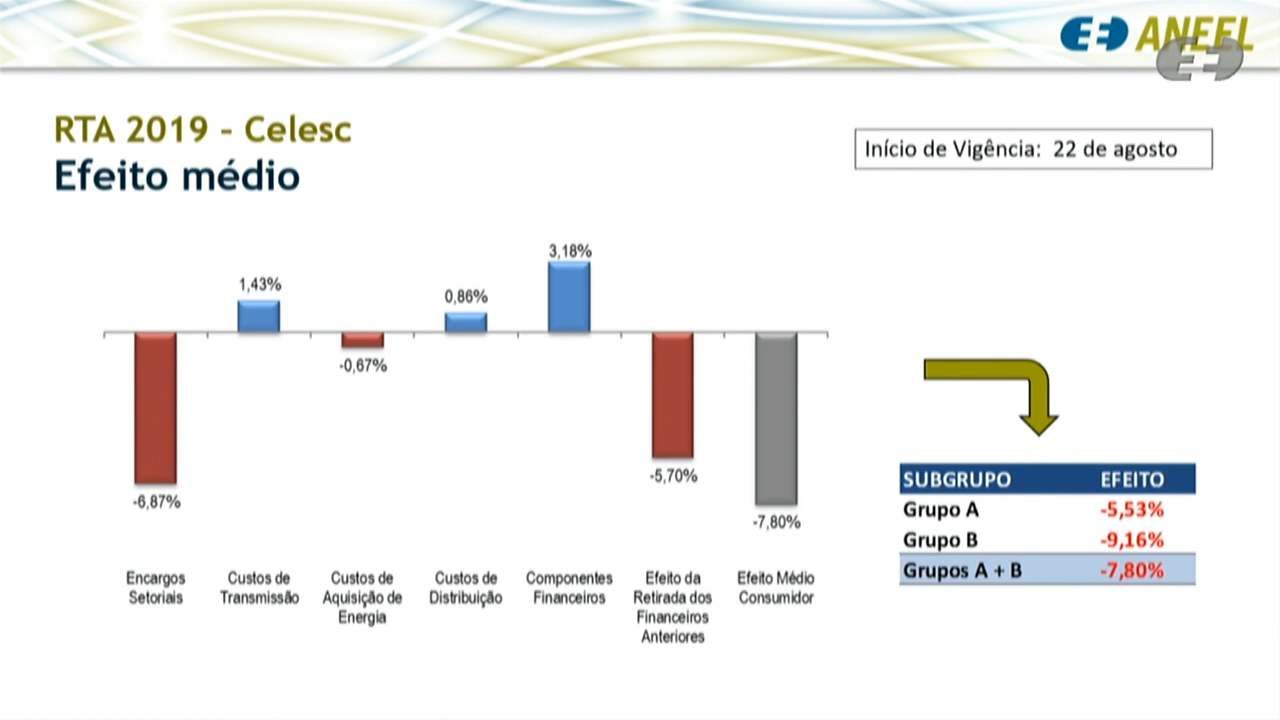 ANEEL
RTA 2019 – Celesc
Efeito médio
Início de Vigência: 22 de agosto
3,18%
1,43%
0,86%
-0,67%
-5,70%
-6,87%
-7,80%
Encargos
Setoriais
Custos de
Transmissão
Custos de
Aquisição de
Energia
Custos de
Distribuição
Componentes
Financeiros
Efeito da
Retirada dos
Financeiros
Anteriores
Efeito Médio
Consumidor
SUBGRUPO EFEITO
Grupo A -5,53%
Grupo B -9,16%
Grupos A + B -7,80%